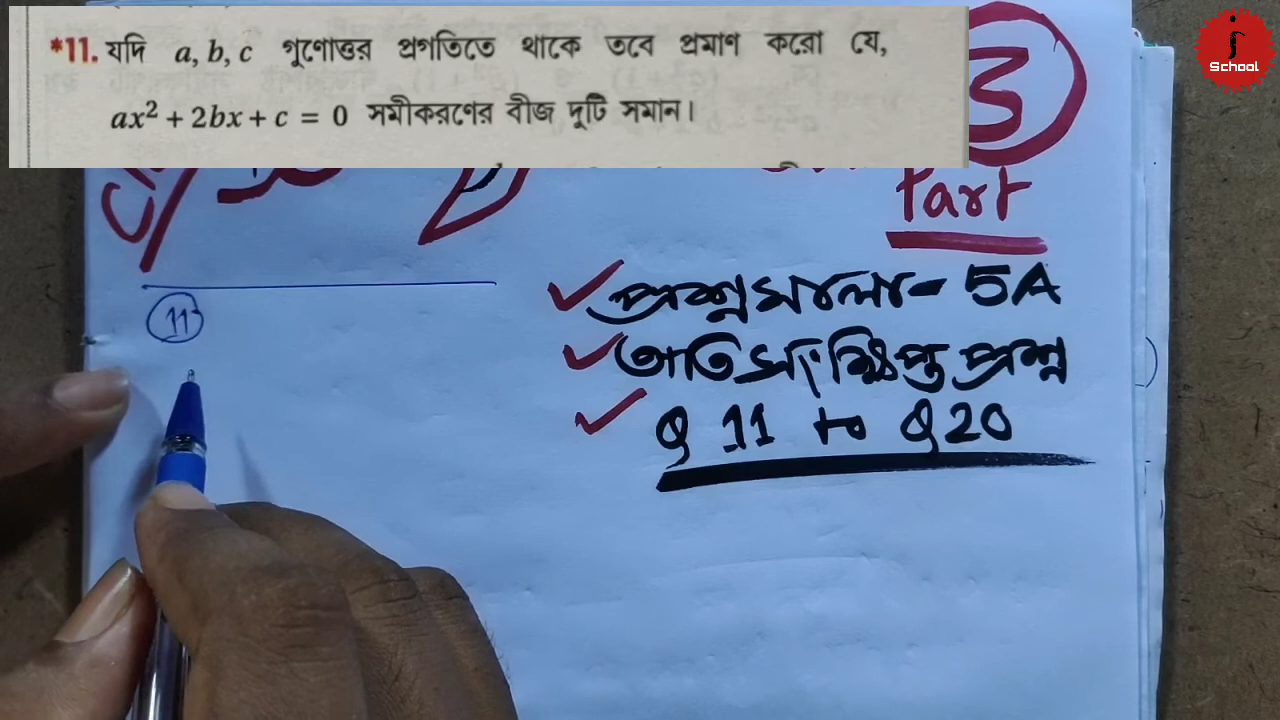 *11. যদি a, b, c গুণোত্তর প্রগতিতে থাকে তবে প্রমাণ করো যে,
ax² + 2bx + c = 0 সমীকরণের বীজ দুটি সমান।
i
School
3
Part
প্রশ্নমালা- 5A
অতিসংক্ষিপ্ত প্রশ্ন
Q 11 to Q 20
11